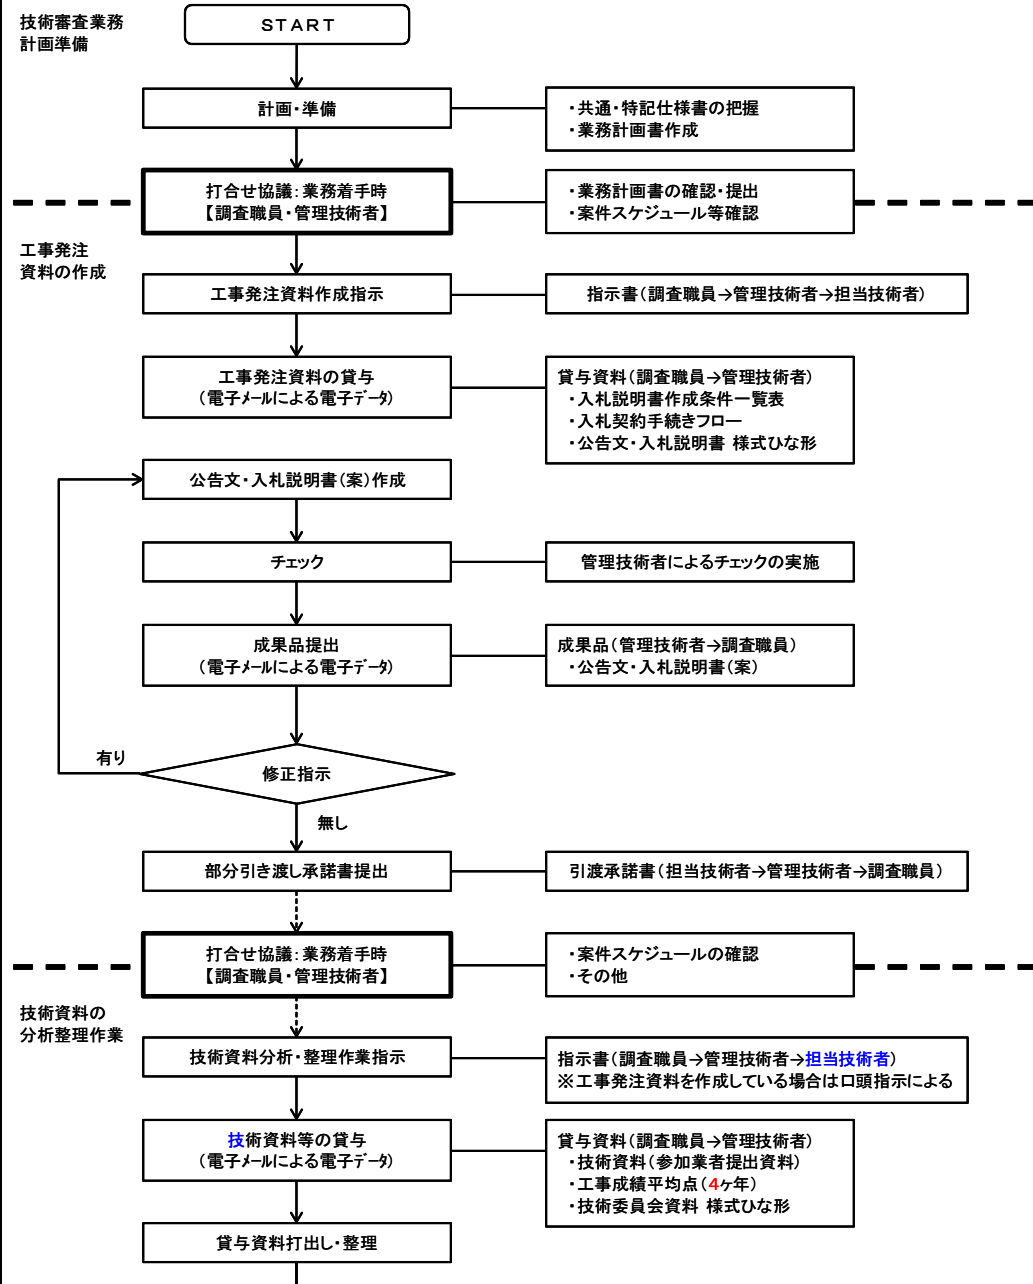 技術審査業務
計画準備
ＳＴＡＲＴ
計画・準備
・共通・特記仕様書の把握
・業務計画書作成
打合せ協議：業務着手時
【調査職員・管理技術者】
・業務計画書の確認・提出
・案件スケジュール等確認
工事発注
資料の作成
工事発注資料作成指示
指示書（調査職員→管理技術者→担当技術者）
工事発注資料の貸与
（電子メールによる電子データ）
貸与資料（調査職員→管理技術者）
・入札説明書作成条件一覧表
・入札契約手続きフロー
・公告文・入札説明書 様式ひな形
公告文・入札説明書（案）作成
チェック
管理技術者によるチェックの実施
成果品提出
（電子メールによる電子データ）
成果品（管理技術者→調査職員）
・公告文・入札説明書（案）
有り
修正指示
無し
部分引き渡し承諾書提出
引渡承諾書（担当技術者→管理技術者→調査職員）
打合せ協議：業務着手時
【調査職員・管理技術者】
・案件スケジュールの確認
・その他
技術資料の
分析整理作業
技術資料分析・整理作業指示
指示書（調査職員→管理技術者→担当技術者）
※工事発注資料を作成している場合は口頭指示による
技術資料等の貸与
（電子メールによる電子データ）
貸与資料（調査職員→管理技術者）
・技術資料（参加業者提出資料）
・工事成績平均点（４ヶ年）
・技術委員会資料 様式ひな形
貸与資料打出し・整理